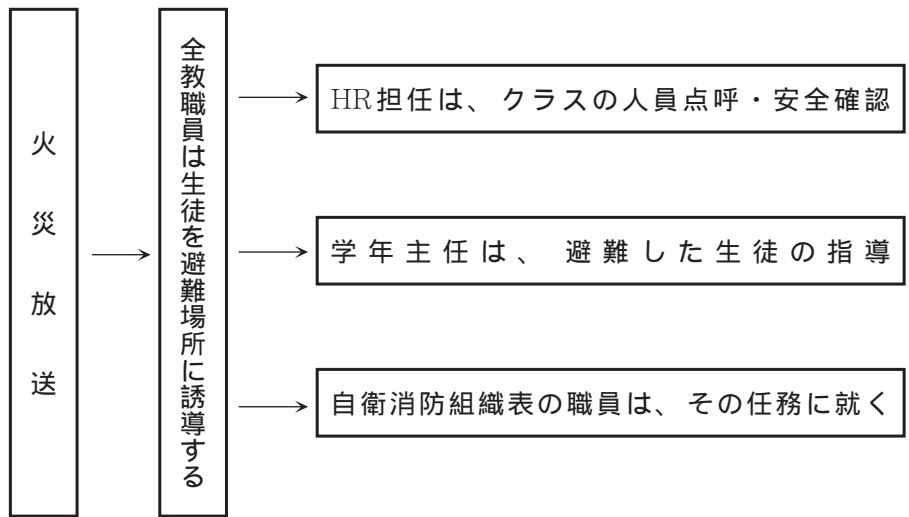 火災放送
全教職員は生徒を避難場所に誘導する
HR担任は、クラスの人員点呼・安全確認
学年主任は、避難した生徒の指導
自衛消防組織表の職員は、その任務に就く